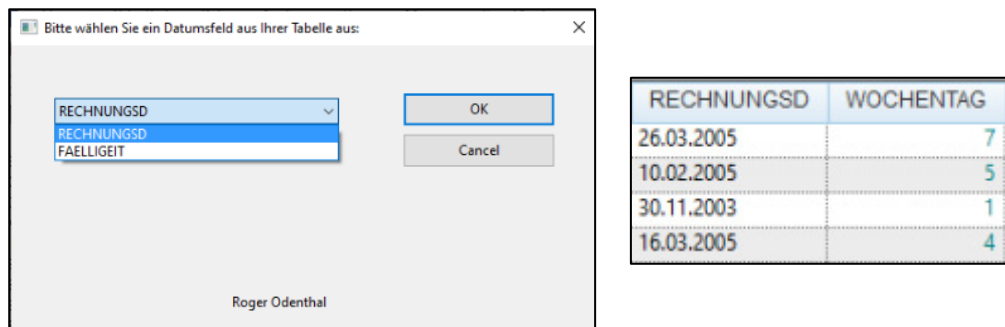 Bitte wählen Sie ein Datumsfeld aus Ihrer Tabelle aus:
RECHNUNGSD
OK
RECHNUNGSD
FAELLIGEIT
Cancel
Roger Odenthal
RECHNUNGSD WOCHENTAG
26.03.2005 7
10.02.2005 5
30.11.2003 1
16.03.2005 4